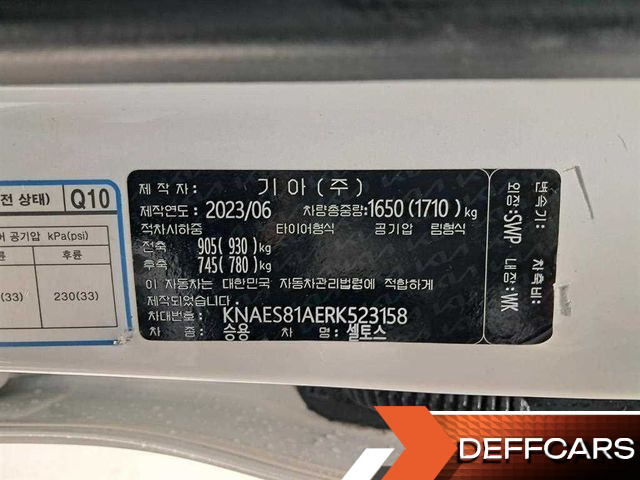 전 상태) Q10
어 공기압 kPa(psi)
후륜
(33) 230(33)
제 작 자 : 기 아 ( 주 )
제작연도: 2023/06 차량총중량: 1650 (1710) kg
적차시하중 타이어형식 공기압 림형식
전축 905( 930) kg
후축 745( 780) kg
이 자동차는 대한민국 자동차관리법령에 적합하게
제작되었습니다.
차대번호: KNAES81AERK523158
차 종 : 승용 차 명 : 셀토스
변속기:
외장: SWP
차축비:
내장: WK
DEFFCARS